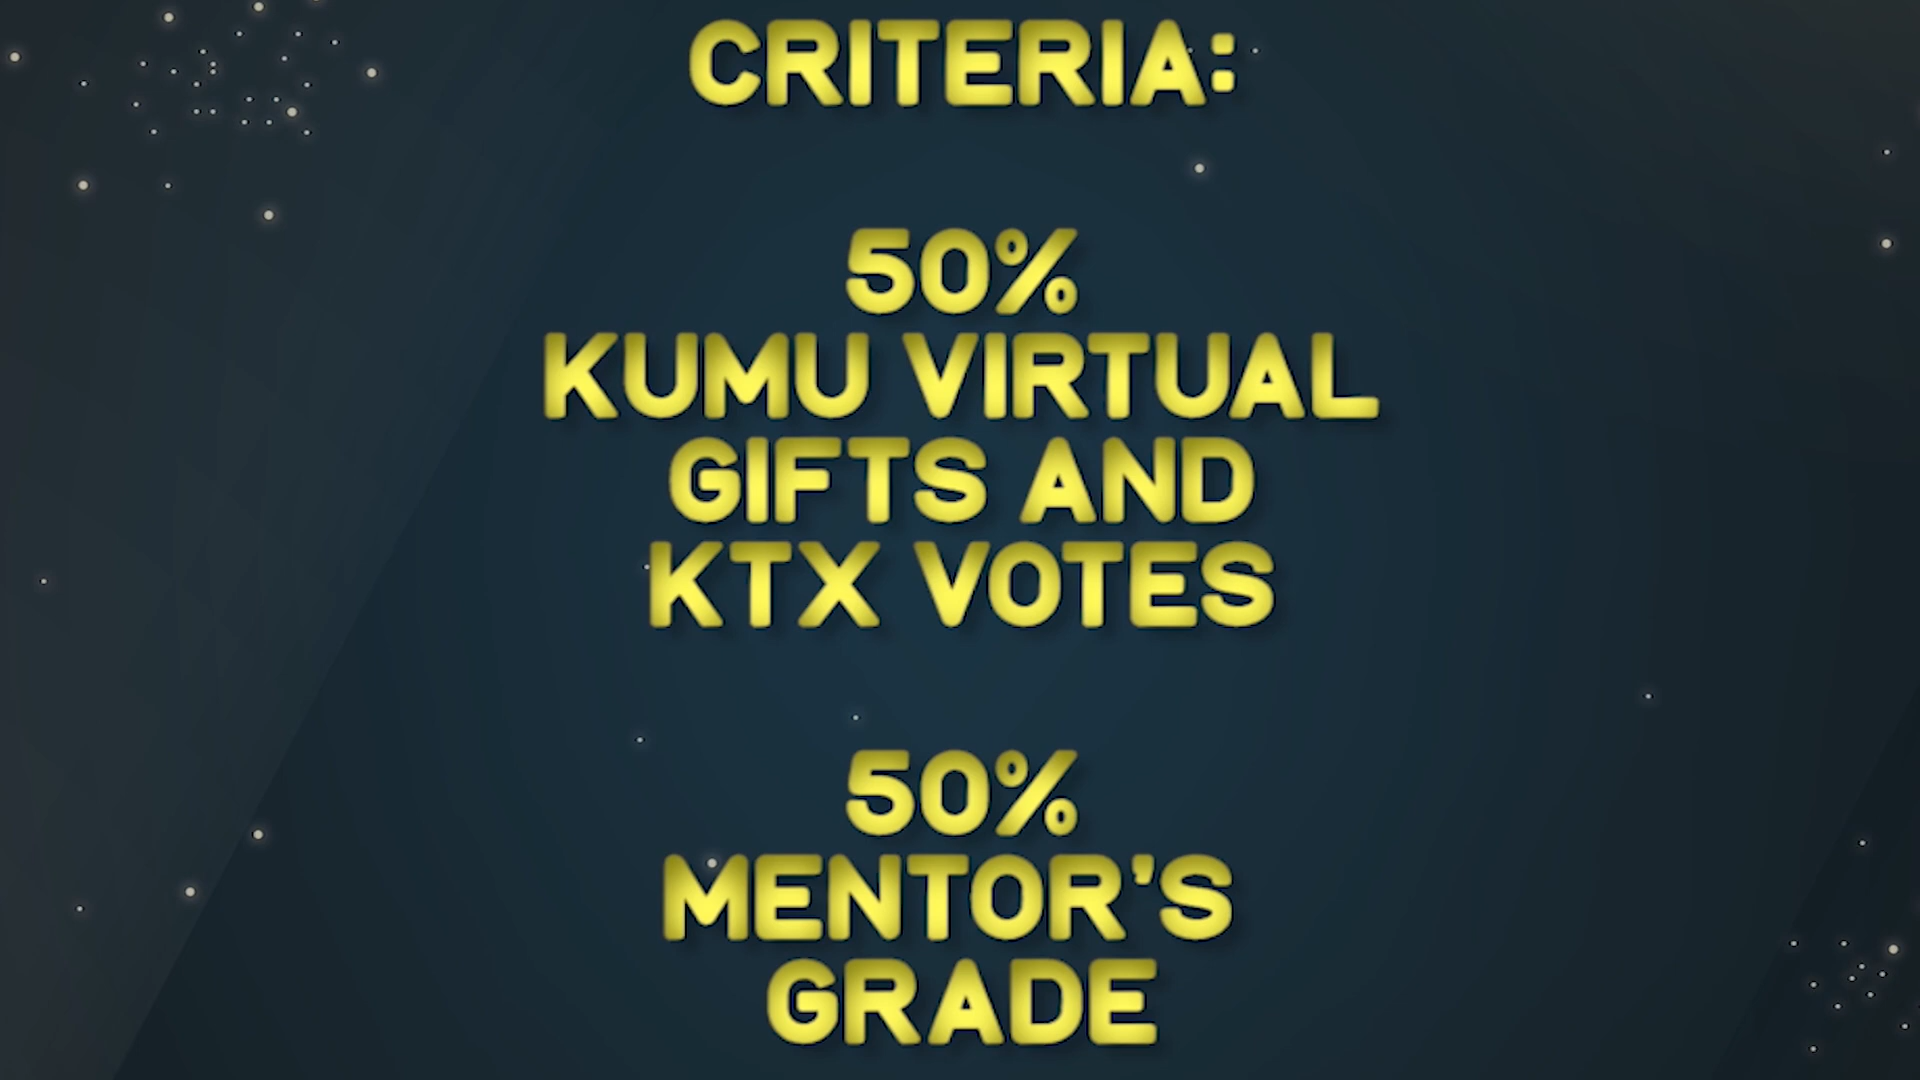 CRITERIA:
50%
KUMU VIRTUAL
GIFTS AND
KTX VOTES
50%
MENTOR'S
GRADE